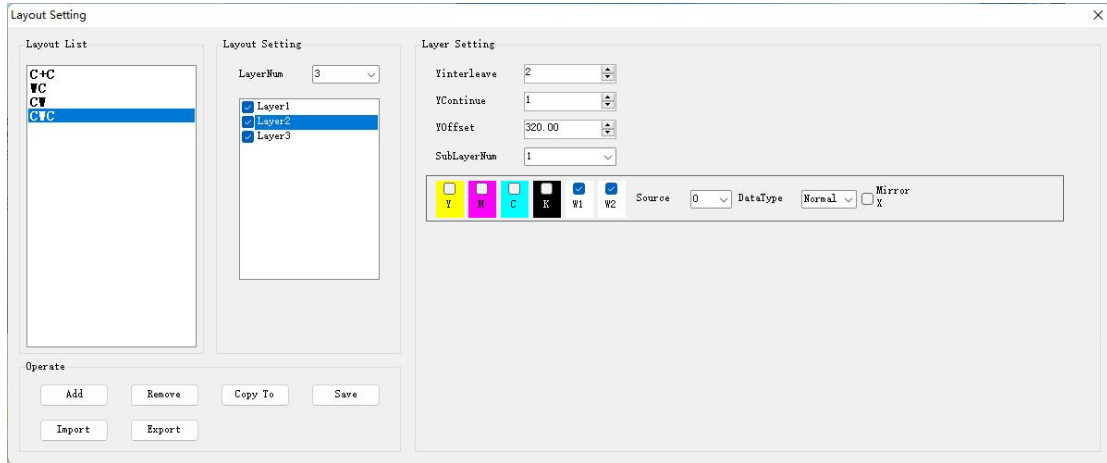 Layout Setting
Layout List
C+C
WC
CW
CWC
Layout Setting
LayerNum 3
Layer1
Layer2
Layer3
Layer Setting
Yinterleave 2
YContinue 1
YOffset 320.00
SubLayerNum 1
Y M C K W1 W2 Source 0 DataType Normal Mirror X
Operate
Add Remove Copy To Save
Import Export